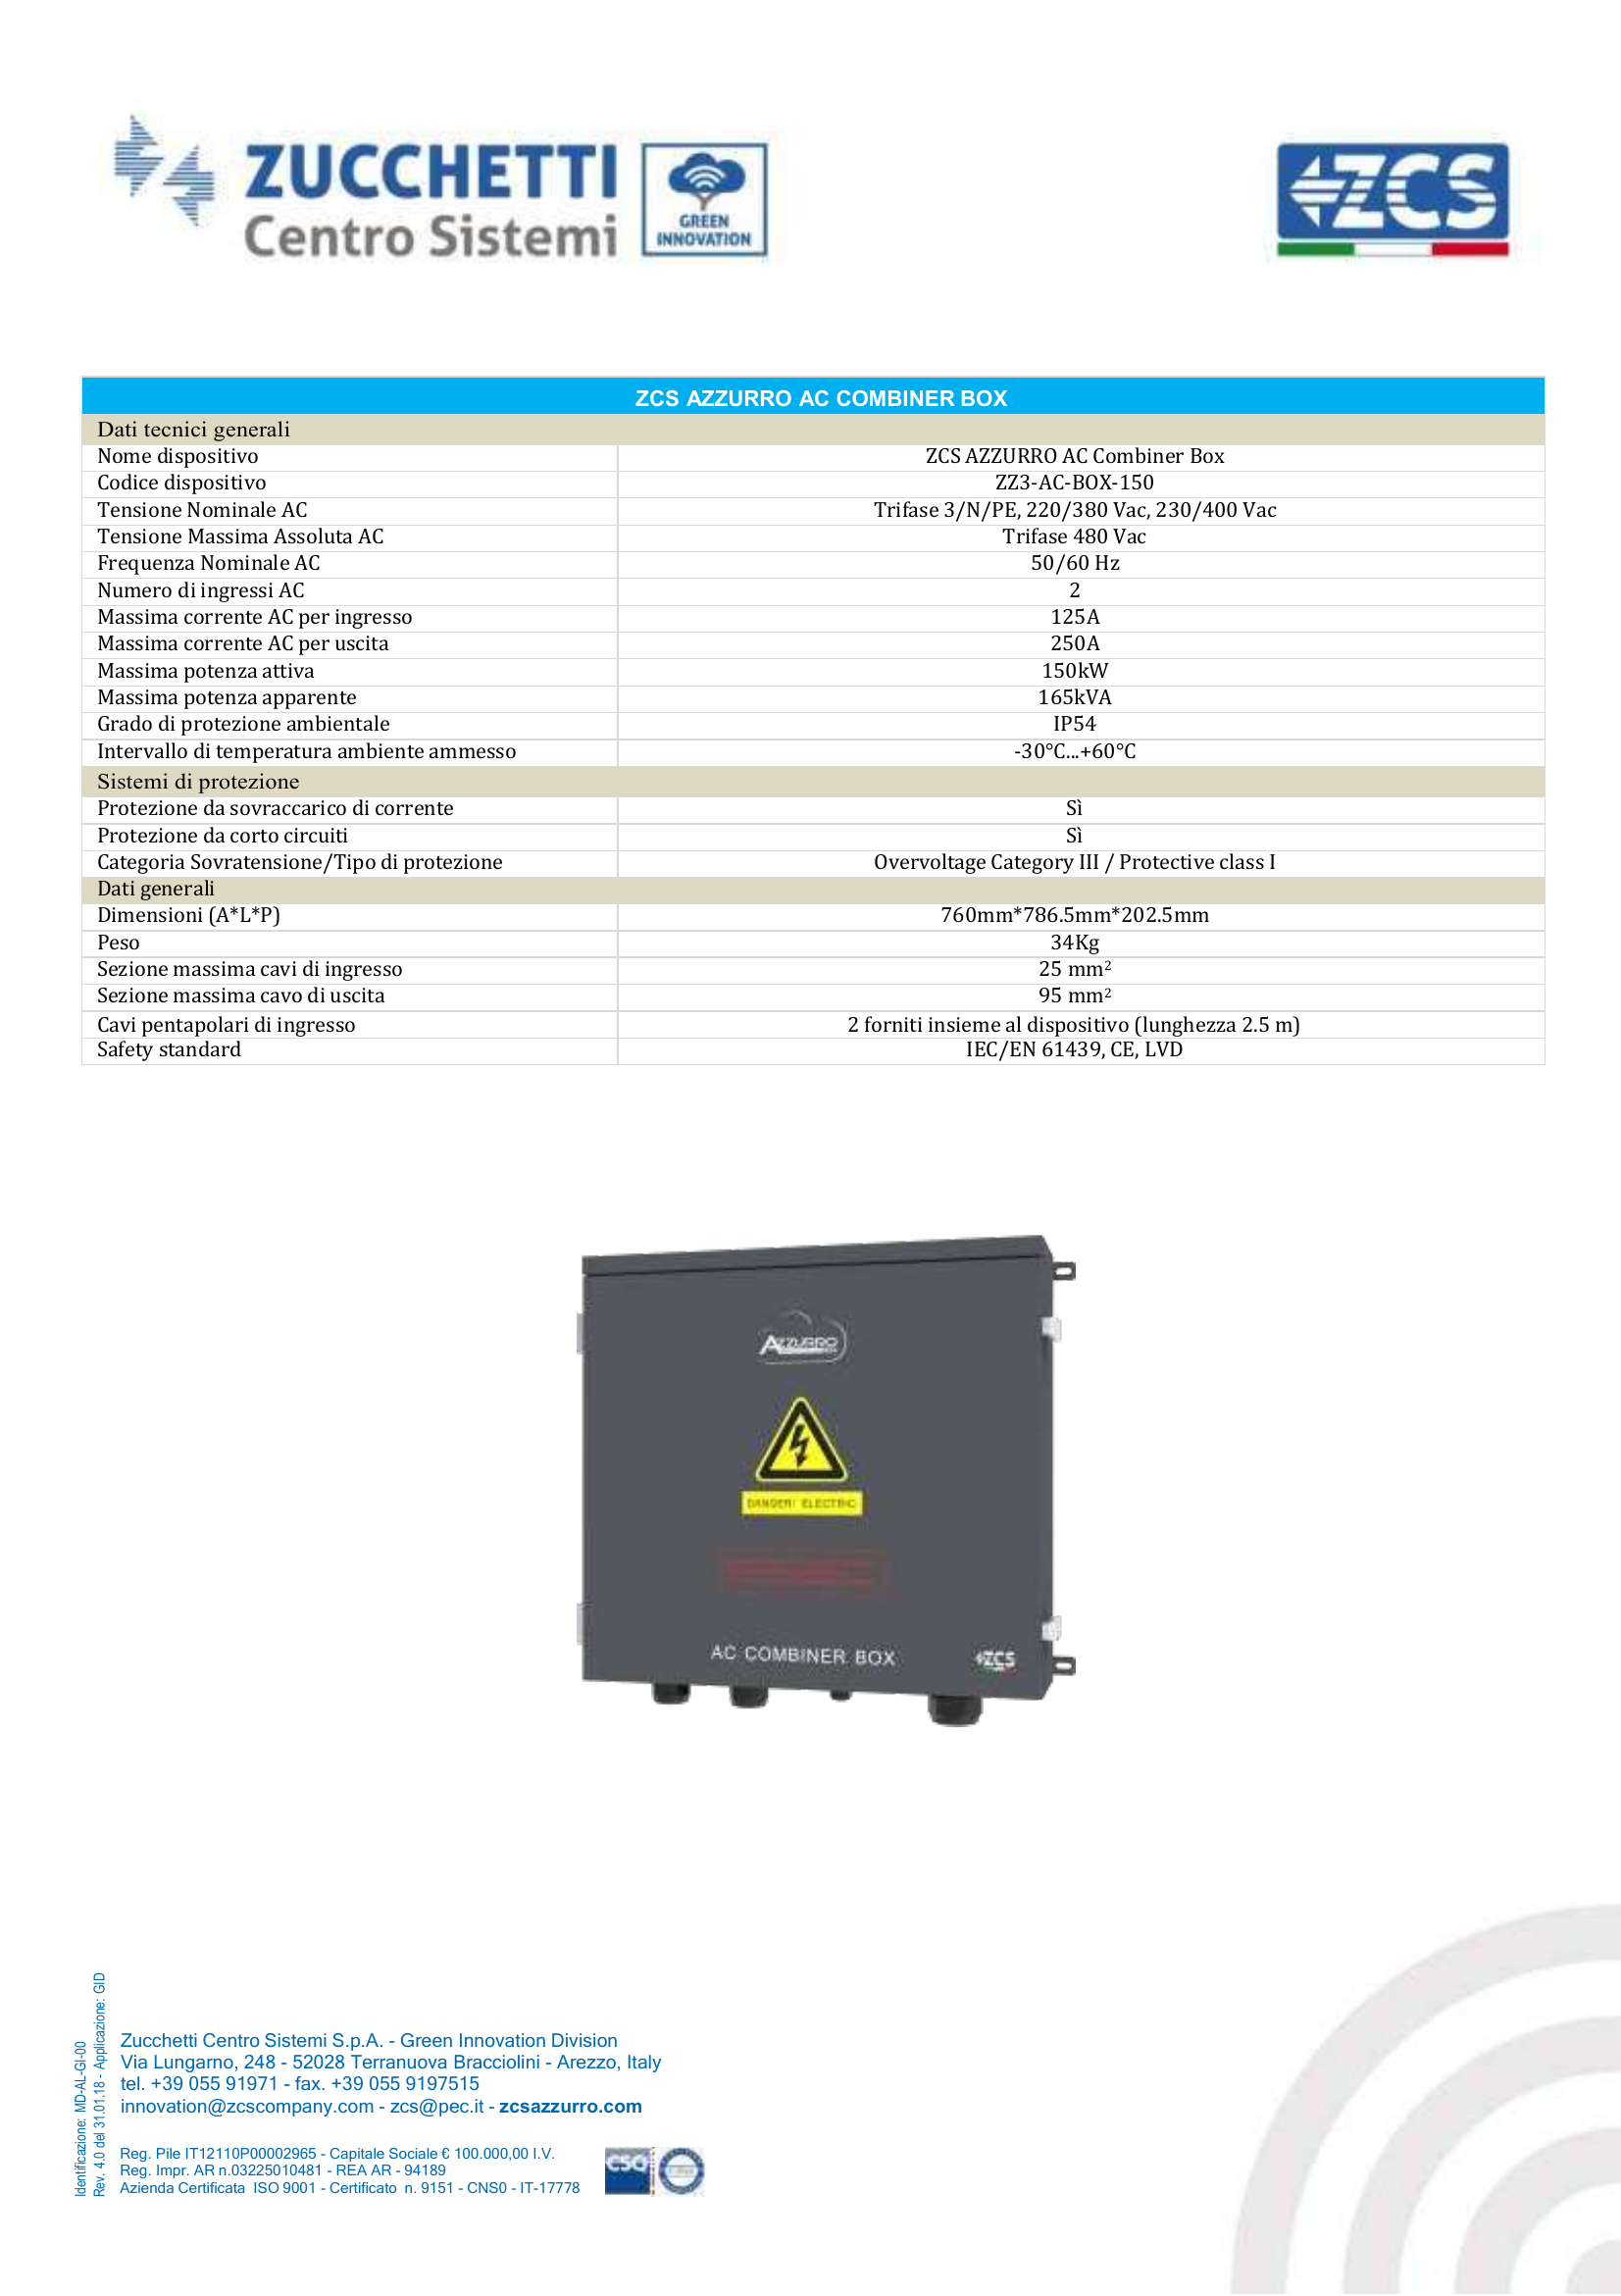 ZUCCHETTI
Centro Sistemi
GREEN
INNOVATION
ZCS
ZCS AZZURRO AC COMBINER BOX
Dati tecnici generali
Nome dispositivo ZCS AZZURRO AC Combiner Box
Codice dispositivo ZZ3-AC-BOX-150
Tensione Nominale AC Trifase 3/N/PE, 220/380 Vac, 230/400 Vac
Tensione Massima Assoluta AC Trifase 480 Vac
Frequenza Nominale AC 50/60 Hz
Numero di ingressi AC 2
Massima corrente AC per ingresso 125A
Massima corrente AC per uscita 250A
Massima potenza attiva 150kW
Massima potenza apparente 165kVA
Grado di protezione ambientale IP54
Intervallo di temperatura ambiente ammesso -30°C...+60°C
Sistemi di protezione
Protezione da sovraccarico di corrente Sì
Protezione da corto circuiti Sì
Categoria Sovratensione/Tipo di protezione Overvoltage Category III / Protective class I
Dati generali
Dimensioni (A*L*P) 760mm*786.5mm*202.5mm
Peso 34Kg
Sezione massima cavi di ingresso 25 mm²
Sezione massima cavo di uscita 95 mm²
Cavi pentapolari di ingresso 2 forniti insieme al dispositivo (lunghezza 2.5 m)
Safety standard IEC/EN 61439, CE, LVD
AZZURRO
DANGER! ELECTRIC
AC COMBINER BOX
ZCS
Identificazione: MD-AL-GI-00
Rev. 4.0 del 31.01.18 - Applicazione: GID
Zucchetti Centro Sistemi S.p.A. - Green Innovation Division
Via Lungarno, 248 - 52028 Terranuova Bracciolini - Arezzo, Italy
tel. +39 055 91971 - fax. +39 055 9197515
innovation@zcscompany.com - zcs@pec.it - zcsazzurro.com
Reg. Pile IT12110P00002965 - Capitale Sociale € 100.000,00 I.V.
Reg. Impr. AR n.03225010481 - REA AR - 94189
Azienda Certificata ISO 9001 - Certificato n. 9151 - CNS0 - IT-17778
CSQ